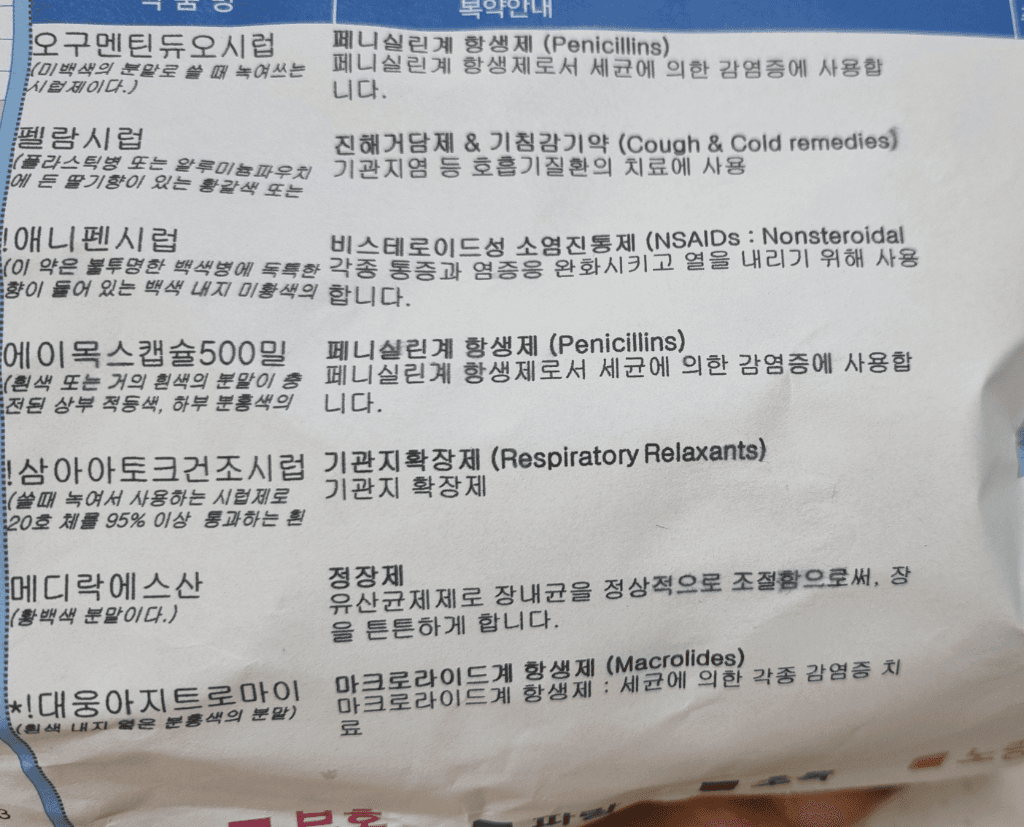 약 품 명 복약안내
오구멘틴듀오시럽 페니실린계 항생제 (Penicillins)
(미백색의 분말로 쓸 때 녹여쓰는 페니실린계 항생제로서 세균에 의한 감염증에 사용합
시럽제이다.) 니다.
펠람시럽 진해거담제 & 기침감기약 (Cough & Cold remedies)
(플라스틱병 또는 알루미늄파우치 기관지염 등 호흡기질환의 치료에 사용
에 든 딸기향이 있는 황갈색 또는
!애니펜시럽 비스테로이드성 소염진통제 (NSAIDs : Nonsteroidal
(이 약은 불투명한 백색병에 독특한 각종 통증과 염증응 완화시키고 열을 내리기 위해 사용
향이 들어 있는 백색 내지 미황색의 합니다.
에이목스캡슐500밀 페니실린계 항생제 (Penicillins)
(흰색 또는 거의 흰색의 분말이 충 페니실린계 항생제로서 세균에 의한 감염증에 사용합
전된 상부 적등색, 하부 분홍색의 니다.
!삼아아토크건조시럽 기관지확장제 (Respiratory Relaxants)
(쓸때 녹여서 사용하는 시럽제로 기관지 확장제
20호 체를 95% 이상 통과하는 흰
메디락에스산 정장제
(황백색 분말이다.) 유산균제제로 장내균을 정상적으로 조절함으로써, 장
을 튼튼하게 합니다.
*!대웅아지트로마이 마크로라이드계 항생제 (Macrolides)
(흰색 내지 엷은 분홍색의 분말) 마크로라이드계 항생제 : 세균에 의한 각종 감염증 치
료